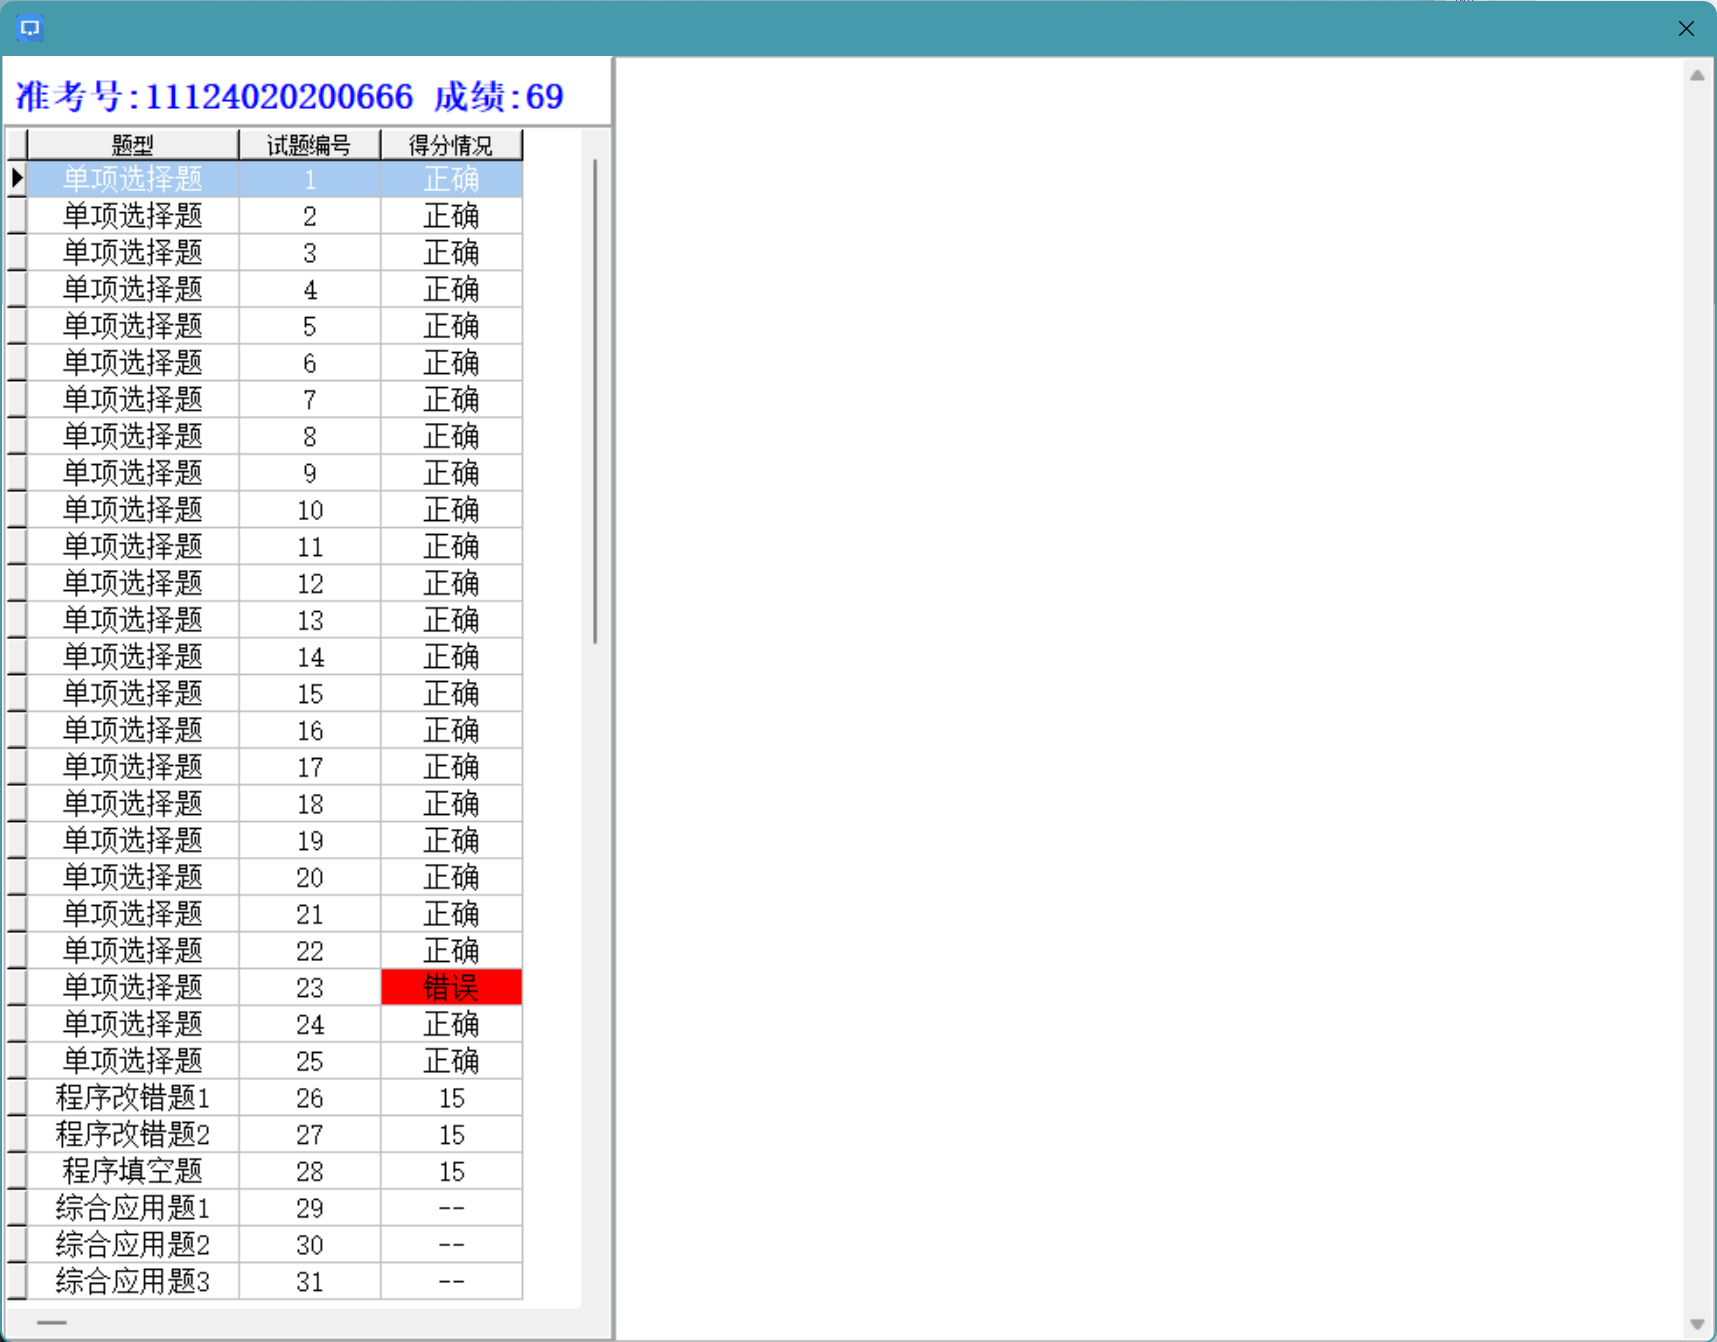 准考号:11124020200666 成绩:69
题型 试题编号 得分情况
单项选择题 1 正确
单项选择题 2 正确
单项选择题 3 正确
单项选择题 4 正确
单项选择题 5 正确
单项选择题 6 正确
单项选择题 7 正确
单项选择题 8 正确
单项选择题 9 正确
单项选择题 10 正确
单项选择题 11 正确
单项选择题 12 正确
单项选择题 13 正确
单项选择题 14 正确
单项选择题 15 正确
单项选择题 16 正确
单项选择题 17 正确
单项选择题 18 正确
单项选择题 19 正确
单项选择题 20 正确
单项选择题 21 正确
单项选择题 22 正确
单项选择题 23 错误
单项选择题 24 正确
单项选择题 25 正确
程序改错题1 26 15
程序改错题2 27 15
程序填空题 28 15
综合应用题1 29 --
综合应用题2 30 --
综合应用题3 31 --